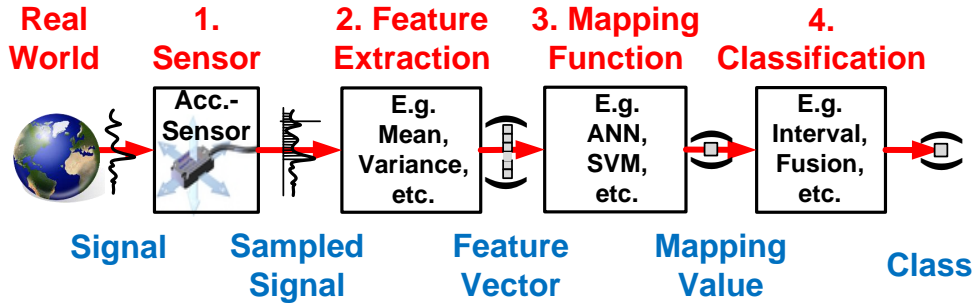 Real
World
1.
Sensor
2. Feature
Extraction
3. Mapping
Function
4.
Classification
Acc.-
Sensor
E.g.
Mean,
Variance,
etc.
E.g.
ANN,
SVM,
etc.
E.g.
Interval,
Fusion,
etc.
Signal
Sampled
Signal
Feature
Vector
Mapping
Value
Class